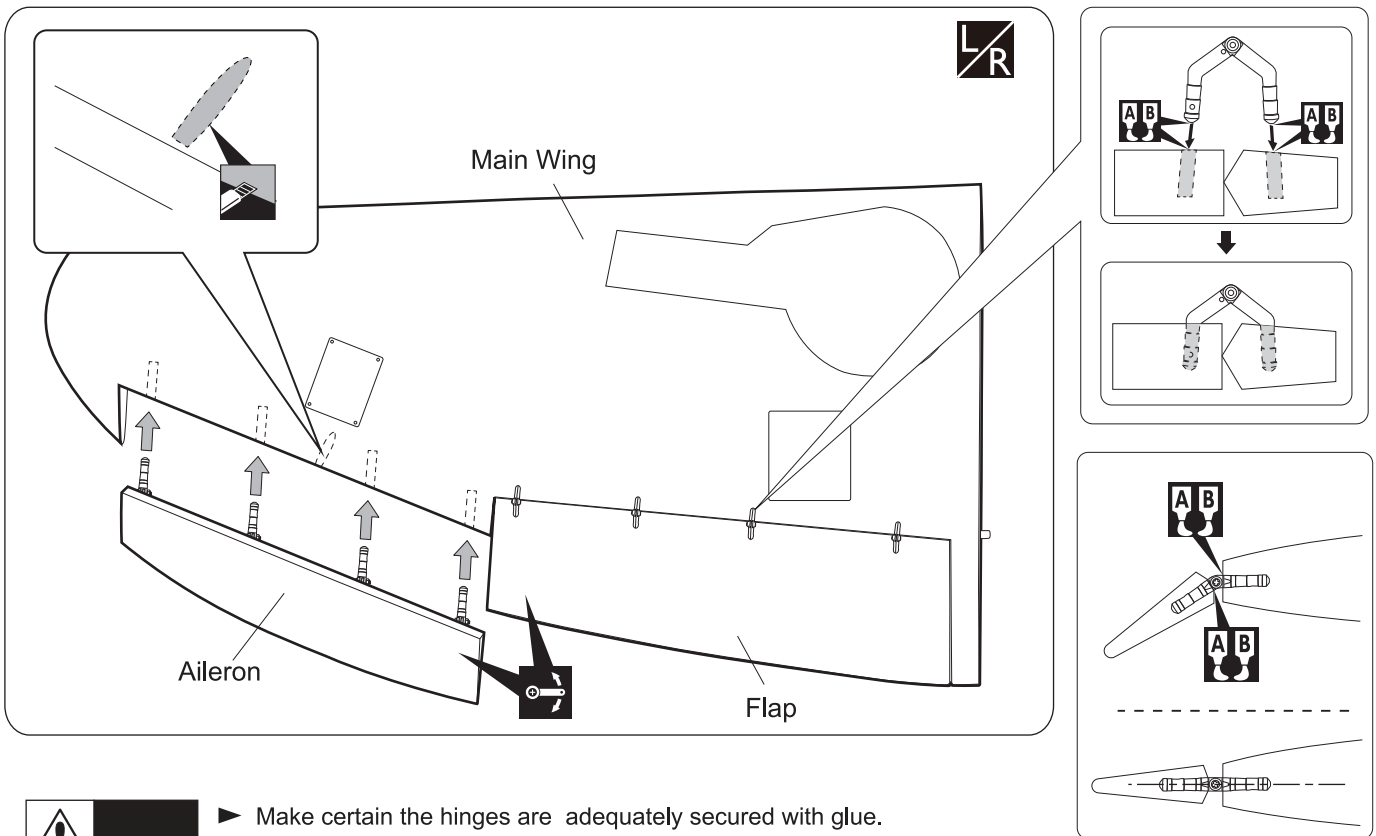 L/R
Main Wing
A B
A B
A B
A B
Aileron
Flap
► Make certain the hinges are adequately secured with glue.